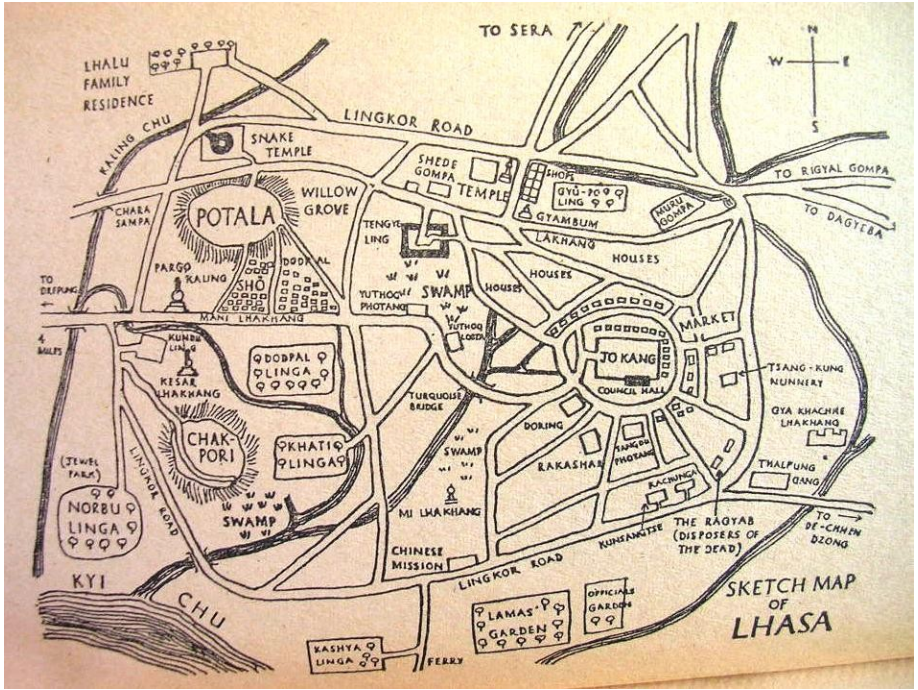 TO SERA
N
W E
S
LHALU
FAMILY
RESIDENCE
KALING CHU
LINGKOR ROAD
SNAKE
TEMPLE
SHEDE
GOMPA
TEMPLE
SHOPS
GYÜ-PO
LING
GYAMBUM
LAKHANG
MURU
GOMPA
TO RIGYAL GOMPA
TO DAGYEBA
CHARA
SAMPA
POTALA
WILLOW
GROVE
TENGYE
LING
HOUSES
HOUSES
HOUSES
PARGO
KALING
SHÖ
DODPAL
MANI LHAKHANG
TO
DREPUNG
4
MILES
YUTHOG
PHOTANG
SWAMP
YUTHOG
MARKET
JO KANG
COUNCIL HALL
TSANG-KUNG
NUNNERY
KUNDU
LING
KESAR
LHAKHANG
DODPAL
LINGA
TURQUOISE
BRIDGE
DORING
GYA KHACHHE
LHAKHANG
CHAK-
PORI
KHATI
LINGA
SWAMP
RAKASHAR
PHOTANG
THALPUNG
GANG
(JEWEL
PARK)
NORBU
LINGA
LINGKOR
ROAD
SWAMP
MI LHAKHANG
KUNSANGTSE
THE RAGYAB
(DISPOSERS OF
THE DEAD)
TO
DE-CHHEN
DZONG
CHINESE
MISSION
LINGKOR ROAD
KYI
CHU
KASHYA
LINGA
FERRY
LAMAS'
GARDEN
OFFICIALS
GARDEN
SKETCH MAP
OF
LHASA